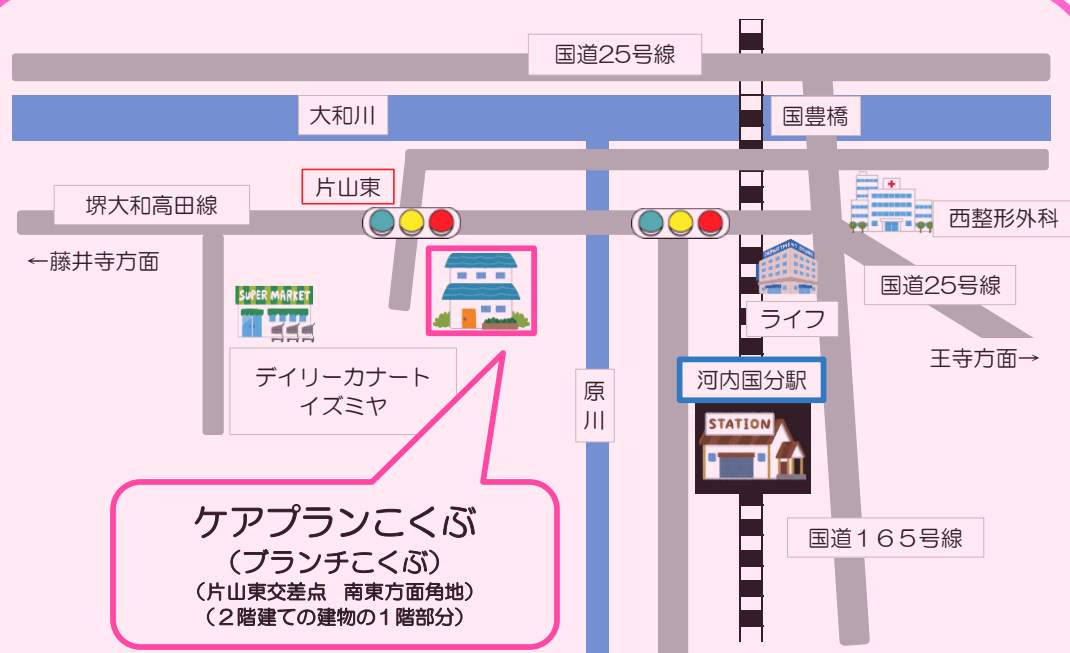 国道25号線
大和川
国豊橋
片山東
堺大和高田線
西整形外科
←藤井寺方面
国道25号線
SUPER MARKET
DEPARTMENT STORE
ライフ
王寺方面→
デイリーカナート
イズミヤ
河内国分駅
原川
STATION
ケアプランこくぶ
(ブランチこくぶ)
(片山東交差点 南東方面角地)
(2階建ての建物の1階部分)
国道165号線